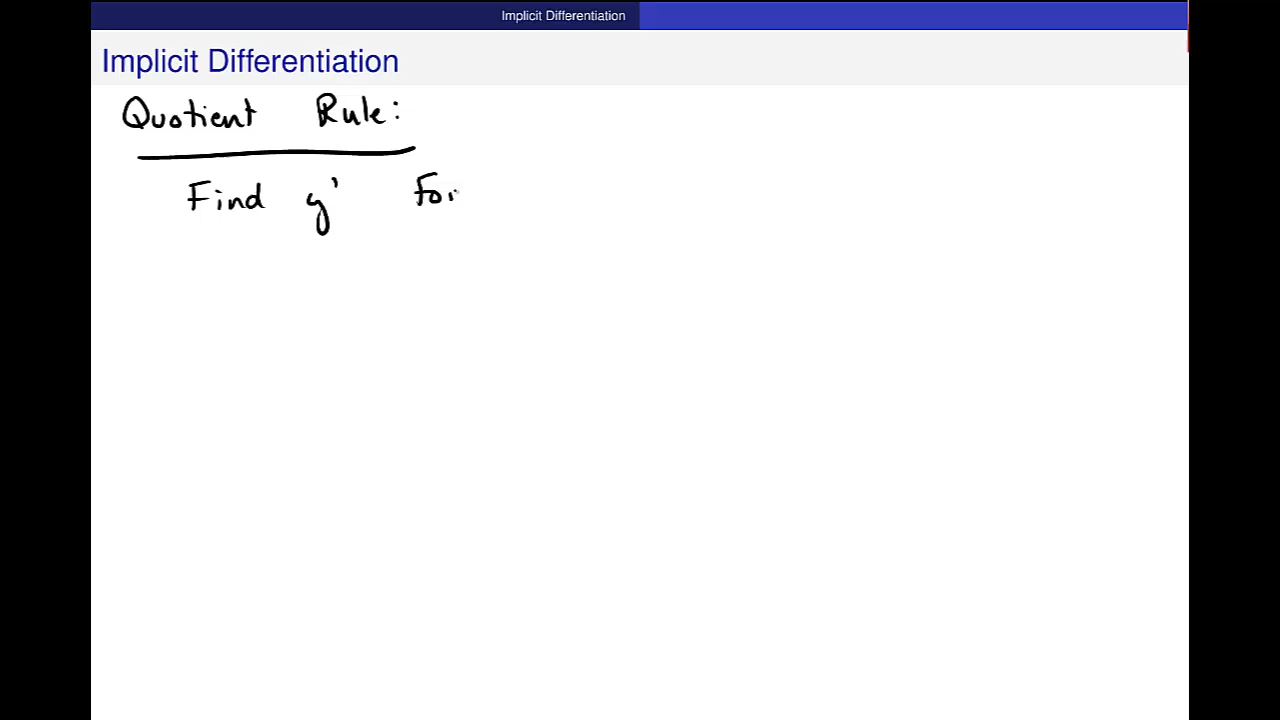 Implicit Differentiation
Implicit Differentiation
Quotient Rule:
Find y' For